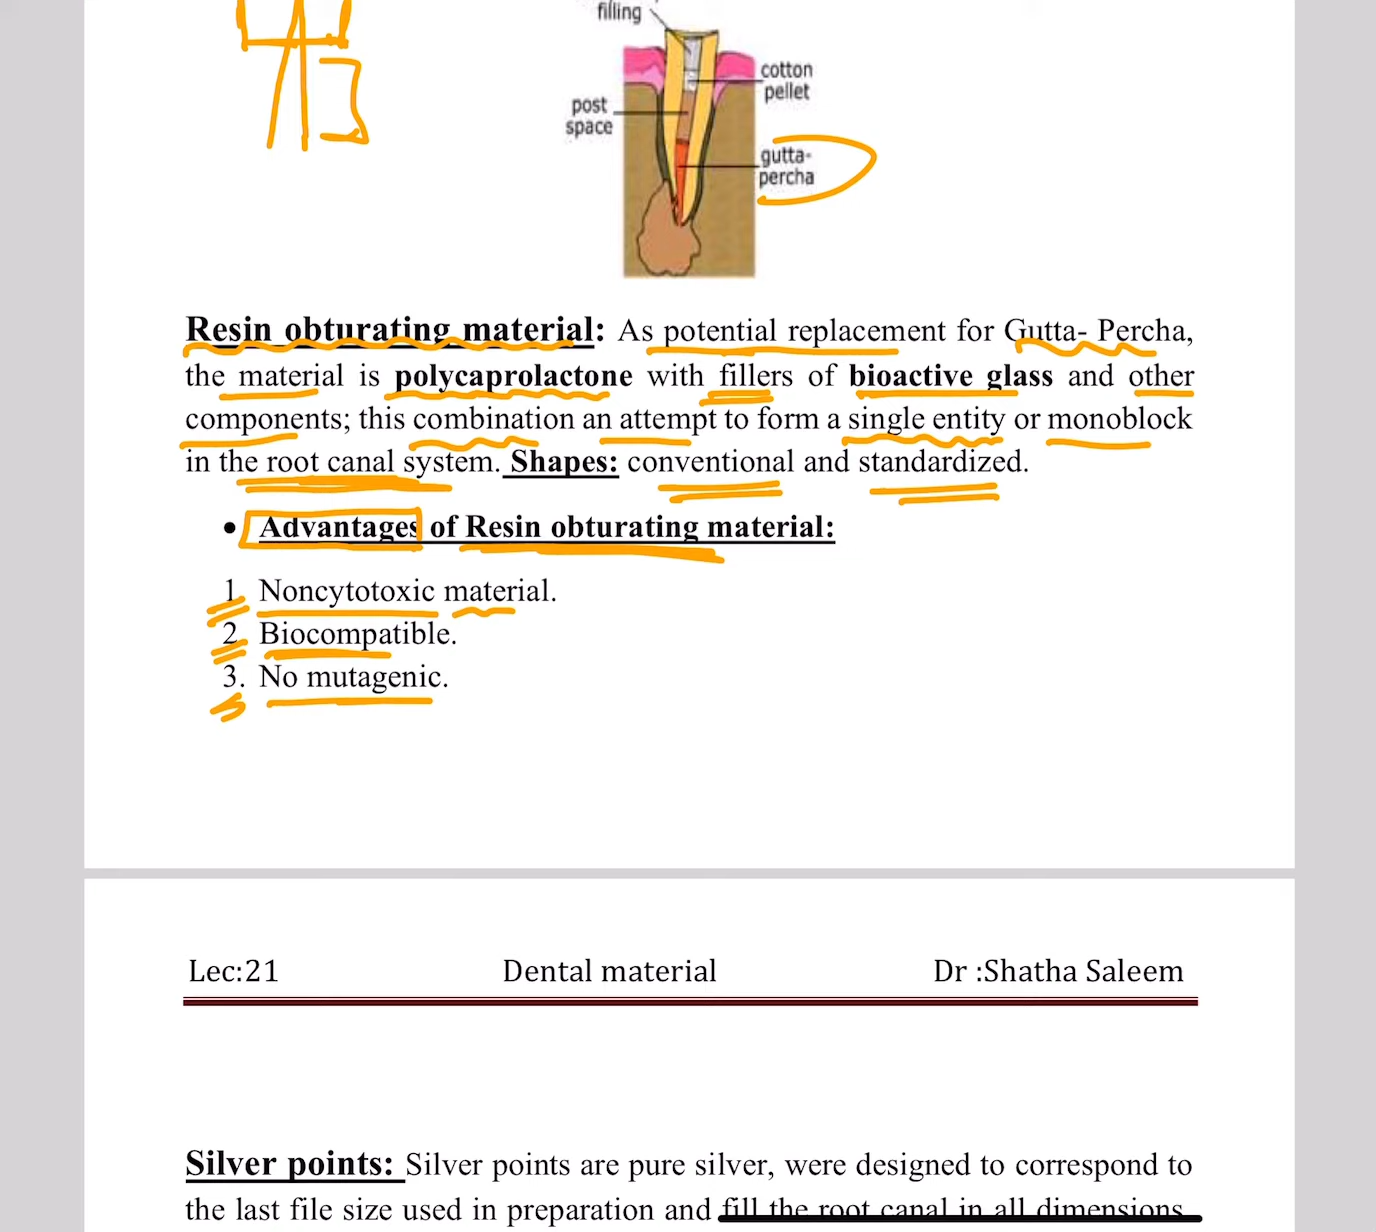 filling
cotton
pellet
post
space
gutta-
percha
Resin obturating material: As potential replacement for Gutta- Percha,
the material is polycaprolactone with fillers of bioactive glass and other
components; this combination an attempt to form a single entity or monoblock
in the root canal system. Shapes: conventional and standardized.
• Advantages of Resin obturating material:
1. Noncytotoxic material.
2. Biocompatible.
3. No mutagenic.
Lec:21 Dental material Dr :Shatha Saleem
Silver points: Silver points are pure silver, were designed to correspond to
the last file size used in preparation and fill the root canal in all dimensions.